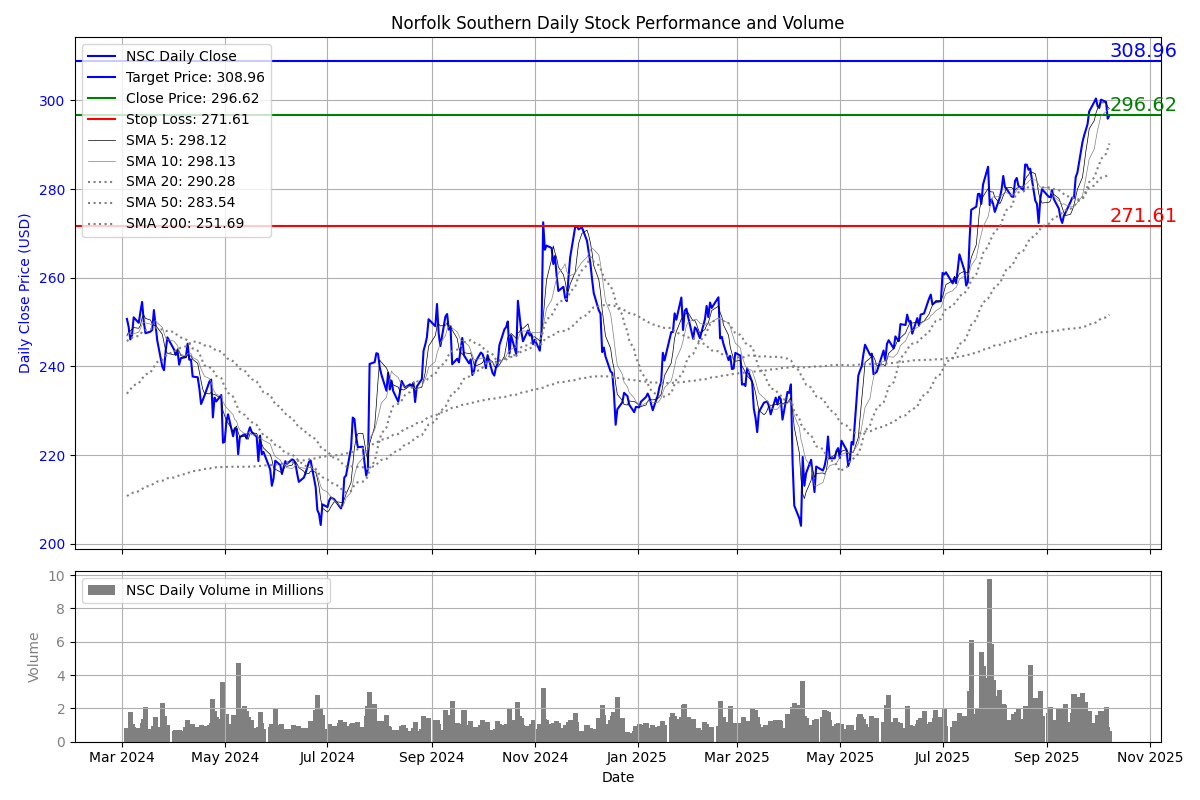 Norfolk Southern Daily Stock Performance and Volume
NSC Daily Close
Target Price: 308.96
Close Price: 296.62
Stop Loss: 271.61
SMA 5: 298.12
SMA 10: 298.13
SMA 20: 290.28
SMA 50: 283.54
SMA 200: 251.69
308.96
296.62
271.61
Daily Close Price (USD)
300
280
260
240
220
200
NSC Daily Volume in Millions
Volume
10
8
6
4
2
0
Mar 2024 May 2024 Jul 2024 Sep 2024 Nov 2024 Jan 2025 Mar 2025 May 2025 Jul 2025 Sep 2025 Nov 2025
Date